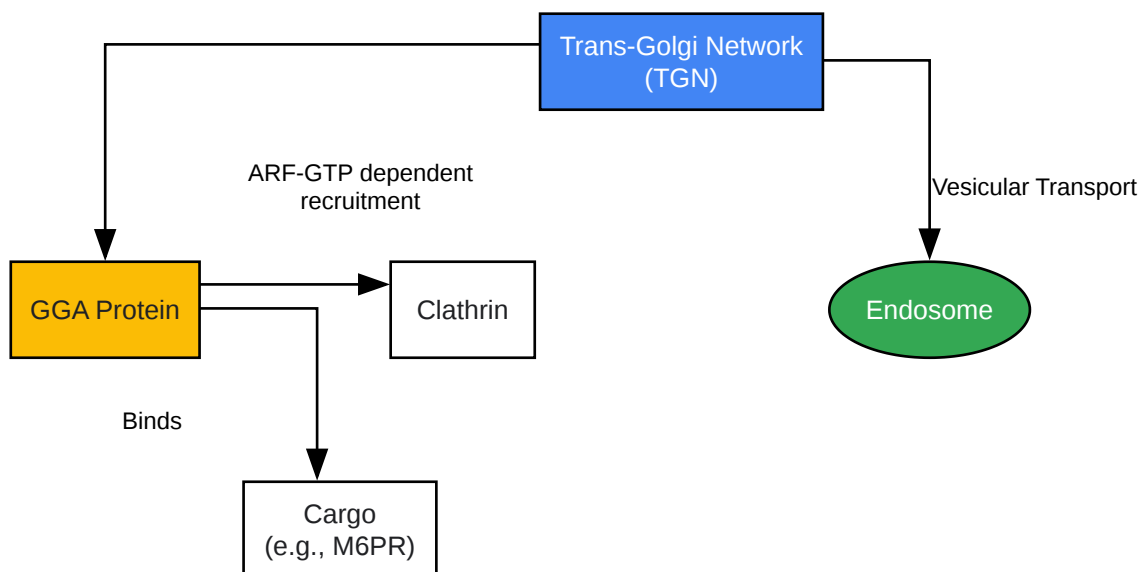 Trans-Golgi Network
(TGN)
ARF-GTP dependent
recruitment
Vesicular Transport
GGA Protein
Clathrin
Endosome
Binds
Cargo
(e.g., M6PR)